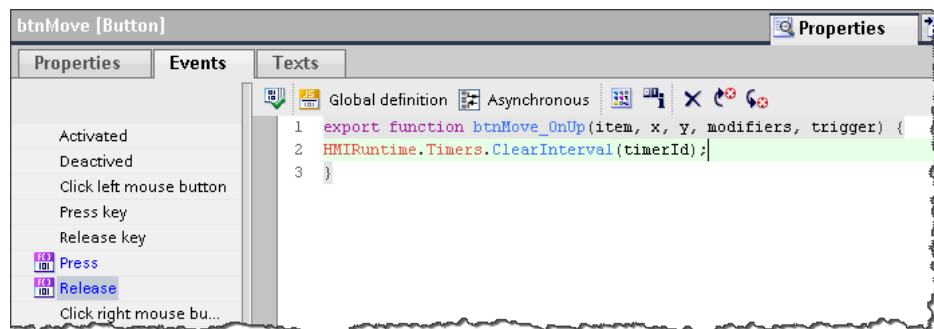 btnMove [Button]
Properties
Properties
Events
Texts
Global definition
Asynchronous
Activated
Deactived
Click left mouse button
Press key
Release key
Press
Release
Click right mouse bu...
1 export function btnMove_OnUp(item, x, y, modifiers, trigger) {
2 HMIRuntime.Timers.ClearInterval(timerId);
3 }